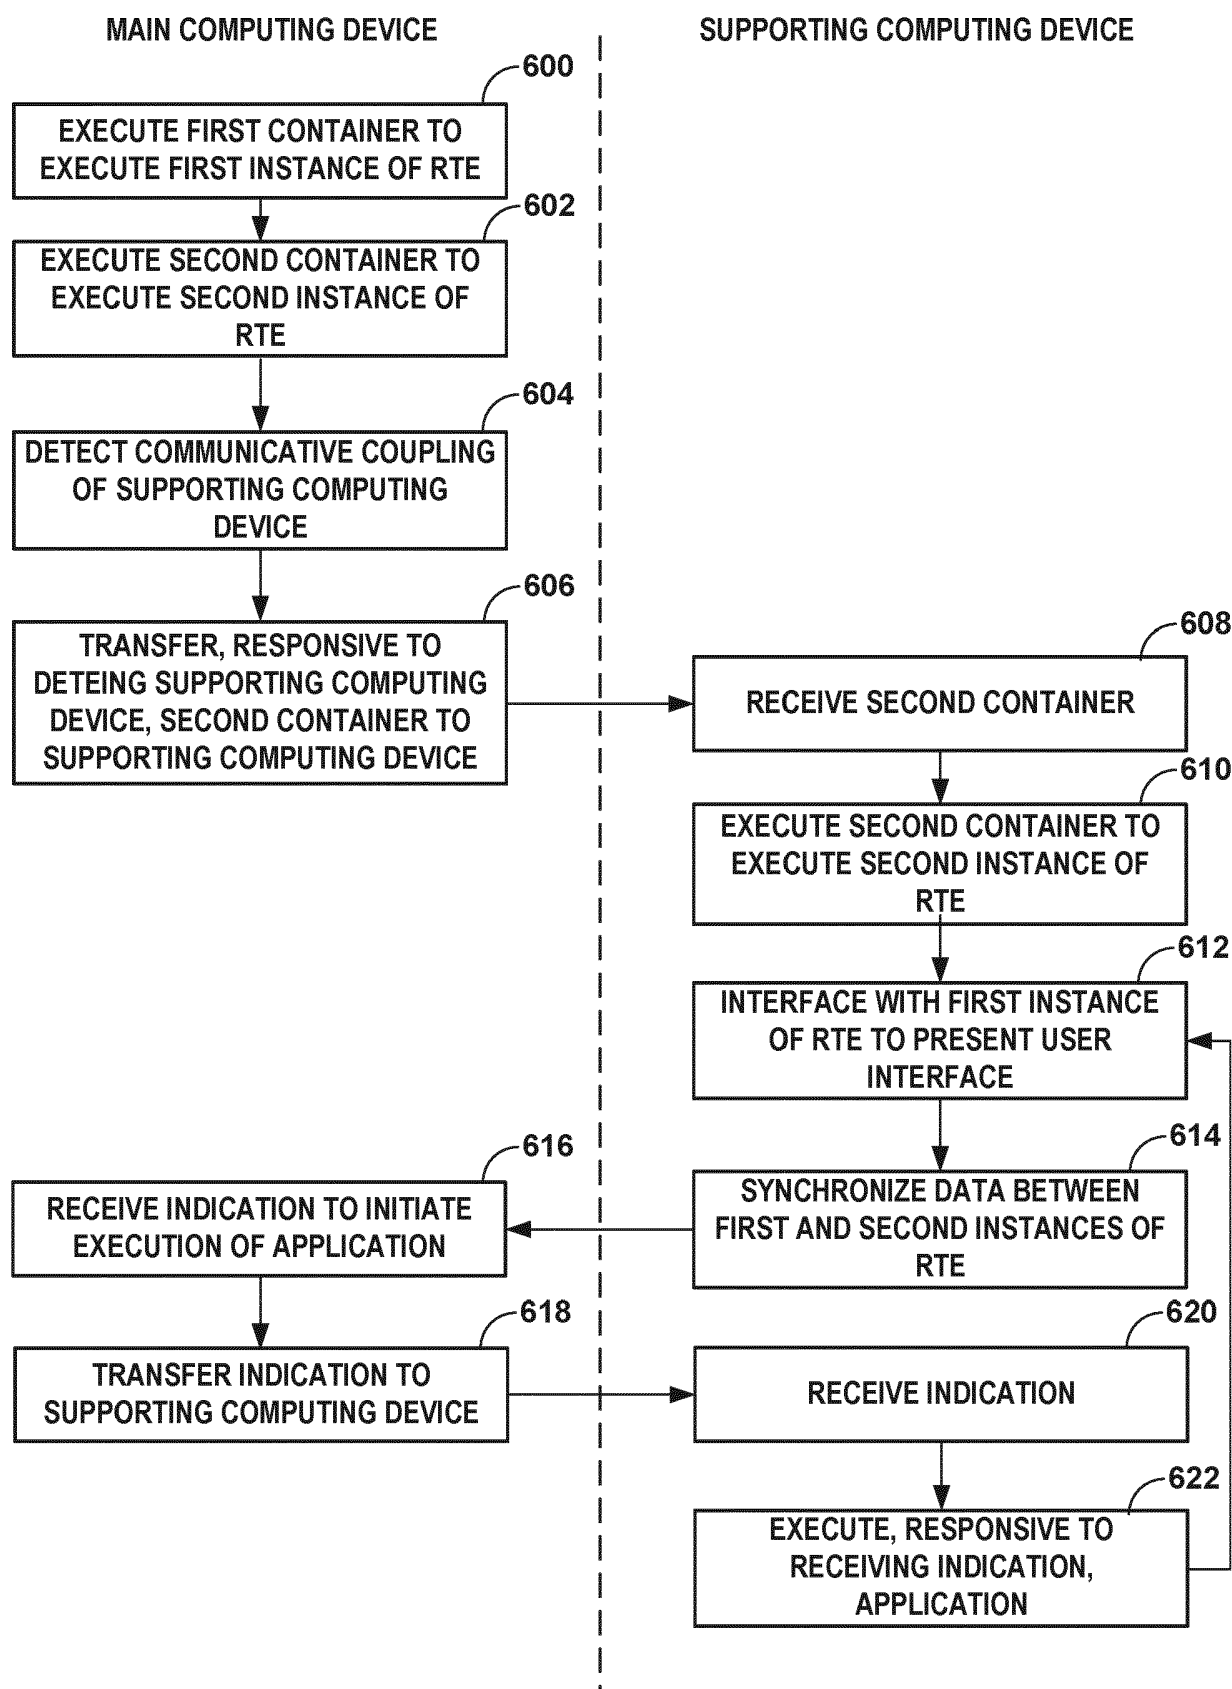 MAIN COMPUTING DEVICE
SUPPORTING COMPUTING DEVICE
600
EXECUTE FIRST CONTAINER TO
EXECUTE FIRST INSTANCE OF RTE
602
EXECUTE SECOND CONTAINER TO
EXECUTE SECOND INSTANCE OF
RTE
604
DETECT COMMUNICATIVE COUPLING
OF SUPPORTING COMPUTING
DEVICE
606
TRANSFER, RESPONSIVE TO
DETEING SUPPORTING COMPUTING
DEVICE, SECOND CONTAINER TO
SUPPORTING COMPUTING DEVICE
608
RECEIVE SECOND CONTAINER
610
EXECUTE SECOND CONTAINER TO
EXECUTE SECOND INSTANCE OF
RTE
612
INTERFACE WITH FIRST INSTANCE
OF RTE TO PRESENT USER
INTERFACE
614
SYNCHRONIZE DATA BETWEEN
FIRST AND SECOND INSTANCES OF
RTE
616
RECEIVE INDICATION TO INITIATE
EXECUTION OF APPLICATION
618
TRANSFER INDICATION TO
SUPPORTING COMPUTING DEVICE
620
RECEIVE INDICATION
622
EXECUTE, RESPONSIVE TO
RECEIVING INDICATION,
APPLICATION